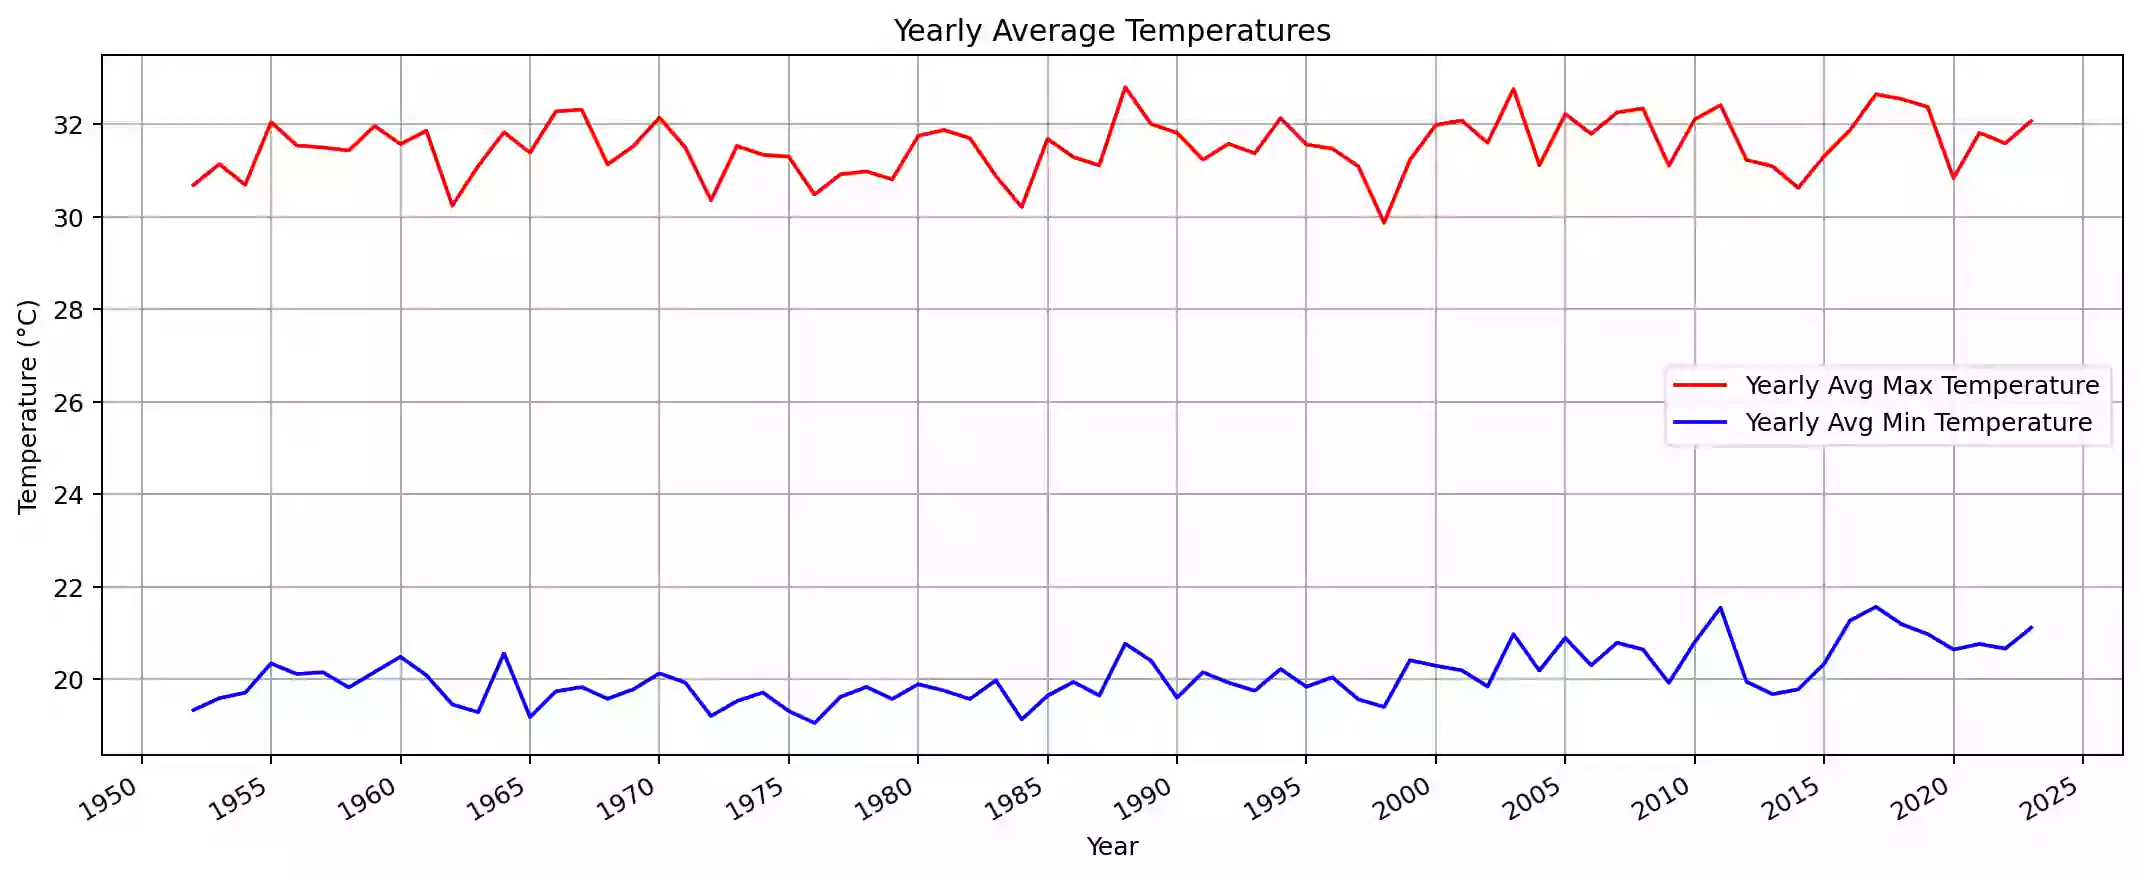 Yearly Average Temperatures
Temperature (°C)
32
30
28
26
24
22
20
Yearly Avg Max Temperature
Yearly Avg Min Temperature
1950 1955 1960 1965 1970 1975 1980 1985 1990 1995 2000 2005 2010 2015 2020 2025
Year